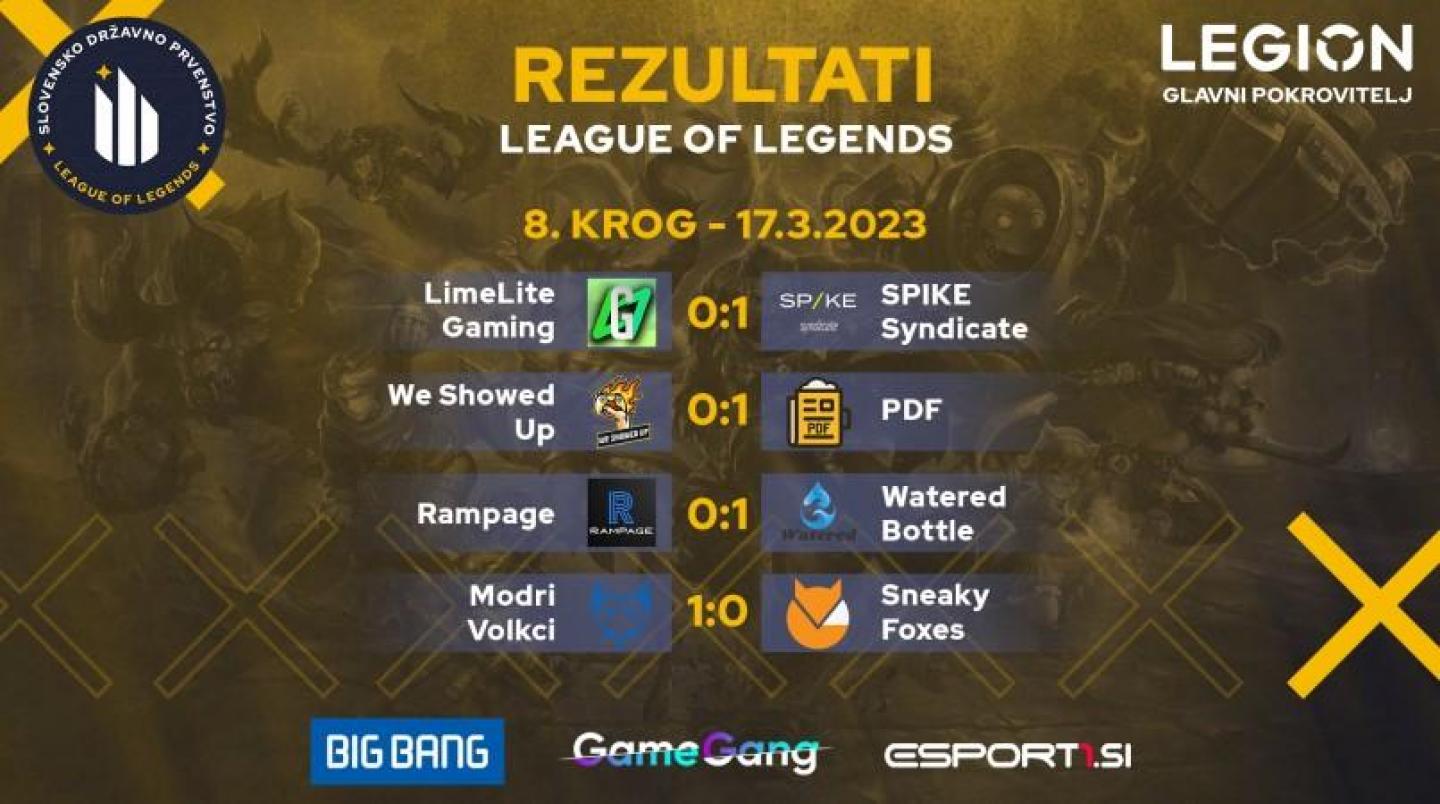 SLOVENSKO DRŽAVNO PRVENSTVO
LEAGUE OF LEGENDS
REZULTATI
LEAGUE OF LEGENDS
LEGION
GLAVNI POKROVITELJ
8. KROG - 17.3.2023
LimeLite
Gaming
G
0:1
SP/KE
syndicate
SPIKE
Syndicate
We Showed
Up
WE SHOWED UP
0:1
PDF
PDF
Rampage
R
RAMPAGE
0:1
Watered
Watered
Bottle
Modri
Volkci
1:0
Sneaky
Foxes
BIG BANG
GameGang
ESPORT1.SI